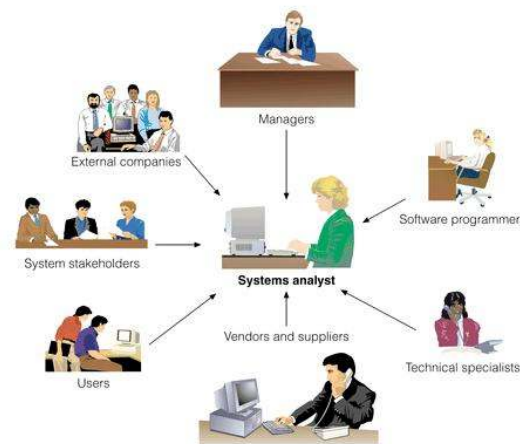 Managers
External companies
Software programmer
System stakeholders
Systems analyst
Vendors and suppliers
Users
Technical specialists